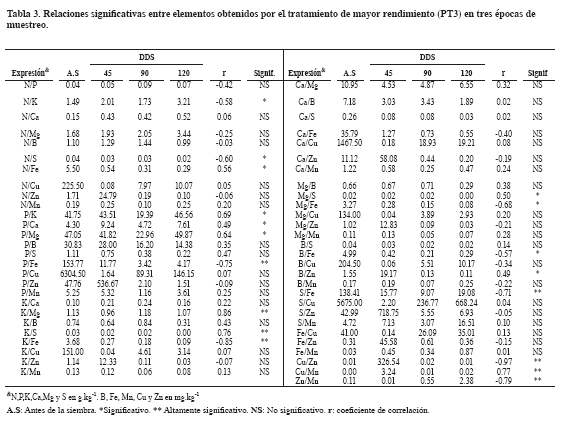 Tabla 3. Relaciones significativas entre elementos obtenidos por el tratamiento de mayor rendimiento (PT3) en tres épocas de
muestreo.
DDS DDS
Expresión& A.S 45 90 120 r Signif. Expresión& A.S 45 90 120 r Signif
N/P 0.04 0.05 0.09 0.07 -0.42 NS Ca/Mg 10.95 4.53 4.87 6.55 0.32 NS
N/K 1.49 2.01 1.73 3.21 -0.58 * Ca/B 7.18 3.03 3.43 1.89 0.02 NS
N/Ca 0.15 0.43 0.42 0.52 0.06 NS Ca/S 0.26 0.08 0.08 0.03 0.02 NS
N/Mg 1.68 1.93 2.05 3.44 -0.25 NS Ca/Fe 35.79 1.27 0.73 0.55 -0.40 NS
N/B 1.10 1.29 1.44 0.99 -0.03 NS Ca/Cu 1467.50 0.18 18.93 19.21 0.08 NS
N/S 0.04 0.03 0.03 0.02 -0.60 * Ca/Zn 11.12 58.08 0.44 0.20 -0.19 NS
N/Fe 5.50 0.54 0.31 0.29 0.56 * Ca/Mn 1.22 0.58 0.25 0.47 0.24 NS
N/Cu 225.50 0.08 7.97 10.07 0.05 NS Mg/B 0.66 0.67 0.71 0.29 0.38 NS
N/Zn 1.71 24.79 0.19 0.10 -0.06 NS Mg/S 0.02 0.02 0.02 0.00 0.50 *
N/Mn 0.19 0.25 0.10 0.25 0.20 NS Mg/Fe 3.27 0.28 0.15 0.08 -0.68 *
P/K 41.75 43.51 19.39 46.56 0.69 * Mg/Cu 134.00 0.04 3.89 2.93 0.20 NS
P/Ca 4.30 9.24 4.72 7.61 0.49 * Mg/Zn 1.02 12.83 0.09 0.03 -0.21 NS
P/Mg 47.05 41.82 22.96 49.87 0.64 * Mg/Mn 0.11 0.13 0.05 0.07 0.28 NS
P/B 30.83 28.00 16.20 14.38 0.35 NS B/S 0.04 0.03 0.02 0.02 0.14 NS
P/S 1.11 0.75 0.38 0.22 0.47 NS B/Fe 4.99 0.42 0.21 0.29 -0.57 *
P/Fe 153.77 11.77 3.42 4.17 -0.75 ** B/Cu 204.50 0.06 5.51 10.17 -0.34 NS
P/Cu 6304.50 1.64 89.31 146.15 0.07 NS B/Zn 1.55 19.17 0.13 0.11 0.49 *
P/Zn 47.76 536.67 2.10 1.51 -0.09 NS B/Mn 0.17 0.19 0.07 0.25 -0.22 NS
P/Mn 5.25 5.32 1.16 3.61 0.25 NS S/Fe 138.41 15.77 9.07 19.08 -0.71 **
K/Ca 0.10 0.21 0.24 0.16 0.22 NS S/Cu 5675.00 2.20 236.77 668.24 0.04 NS
K/Mg 1.13 0.96 1.18 1.07 0.86 ** S/Zn 42.99 718.75 5.55 6.93 -0.05 NS
K/B 0.74 0.64 0.84 0.31 0.43 NS S/Mn 4.72 7.13 3.07 16.51 0.10 NS
K/S 0.03 0.02 0.02 0.00 0.76 ** Fe/Cu 41.00 0.14 26.09 35.01 0.13 NS
K/Fe 3.68 0.27 0.18 0.09 -0.85 ** Fe/Zn 0.31 45.58 0.61 0.36 -0.15 NS
K/Cu 151.00 0.04 4.61 3.14 0.07 NS Fe/Mn 0.03 0.45 0.34 0.87 0.01 NS
K/Zn 1.14 12.33 0.11 0.03 -0.07 NS Cu/Zn 0.01 326.54 0.02 0.01 -0.97 **
K/Mn 0.13 0.12 0.06 0.08 0.13 NS Cu/Mn 0.00 3.24 0.01 0.02 0.77 **
Zn/Mn 0.11 0.01 0.55 2.38 -0.79 **
&N,P,K,Ca,Mg y S en g.kg-1. B, Fe, Mn, Cu y Zn en mg.kg-1
A.S: Antes de la siembra. *Significativo. ** Altamente significativo. NS: No significativo. r: coeficiente de correlación.